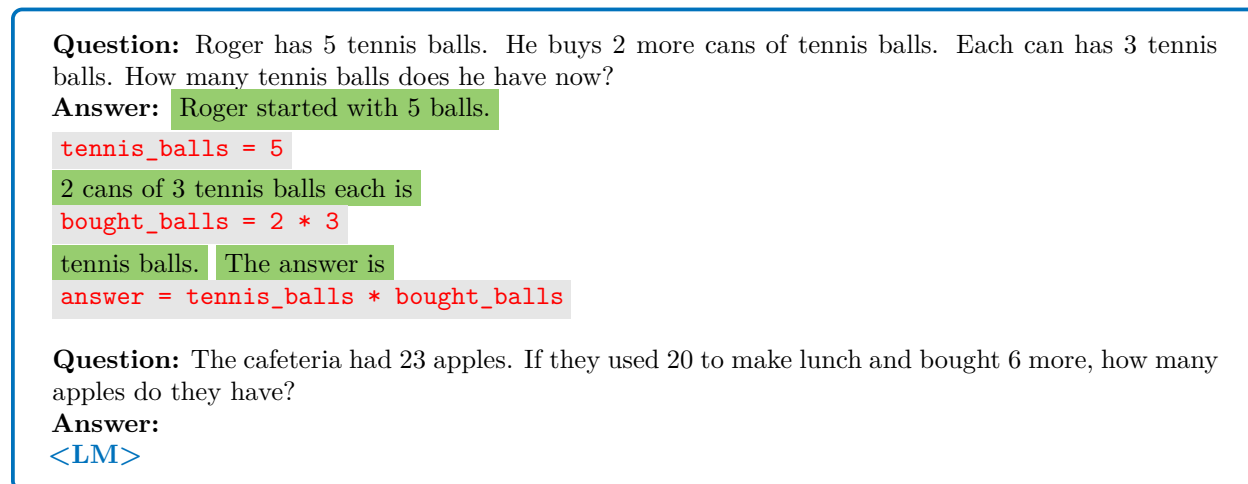 Question: Roger has 5 tennis balls. He buys 2 more cans of tennis balls. Each can has 3 tennis
balls. How many tennis balls does he have now?
Answer: Roger started with 5 balls.
tennis_balls = 5
2 cans of 3 tennis balls each is
bought_balls = 2 * 3
tennis balls. The answer is
answer = tennis_balls * bought_balls
Question: The cafeteria had 23 apples. If they used 20 to make lunch and bought 6 more, how many
apples do they have?
Answer:
<LM>